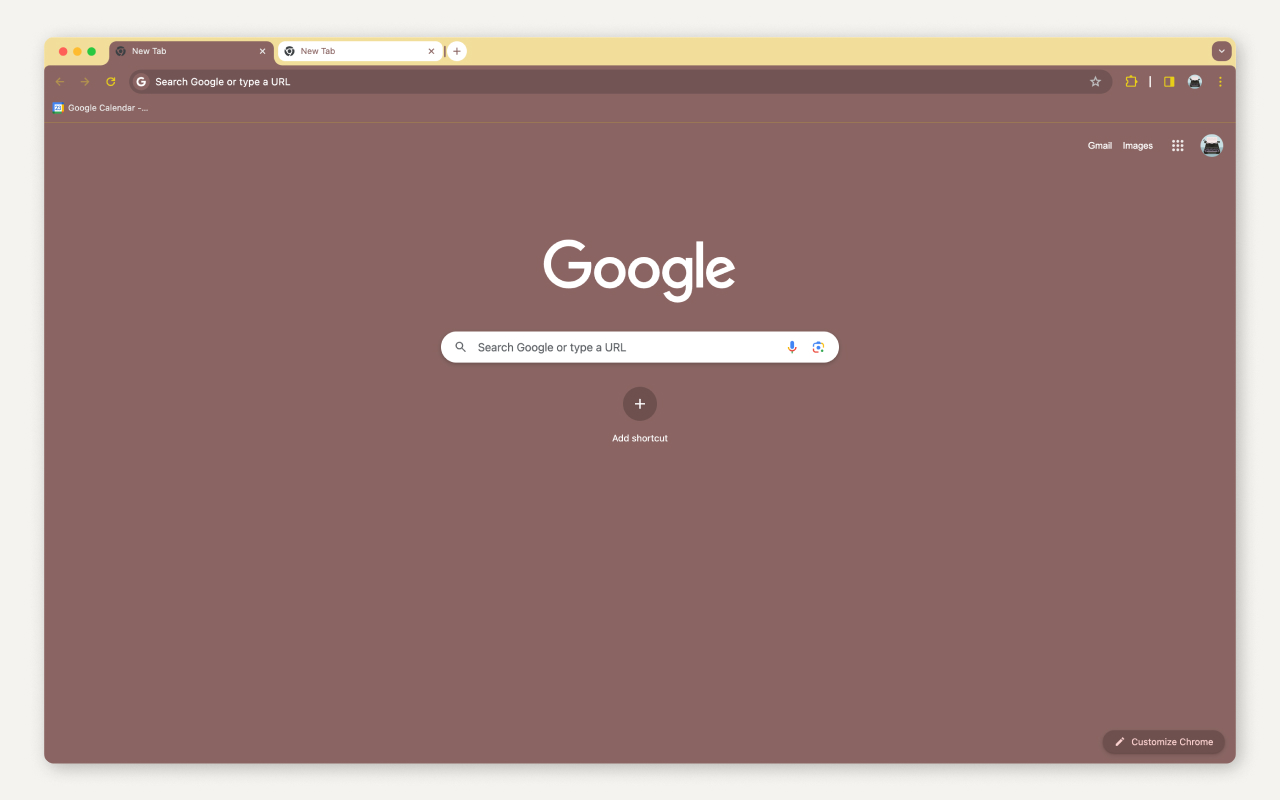 New Tab
New Tab
Search Google or type a URL
23 Google Calendar -...
Gmail Images
Google
Search Google or type a URL
Add shortcut
Customize Chrome